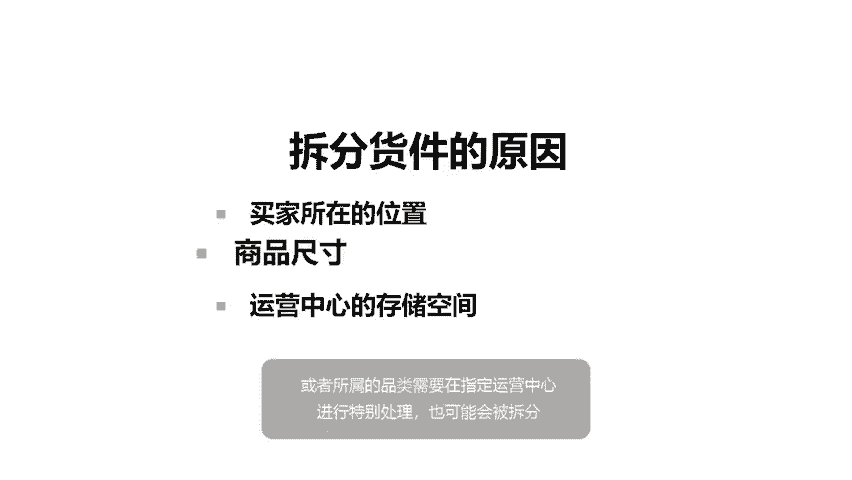 拆分货件的原因
买家所在的位置
商品尺寸
运营中心的存储空间
或者所属的品类需要在指定运营中心
进行特别处理，也可能会被拆分